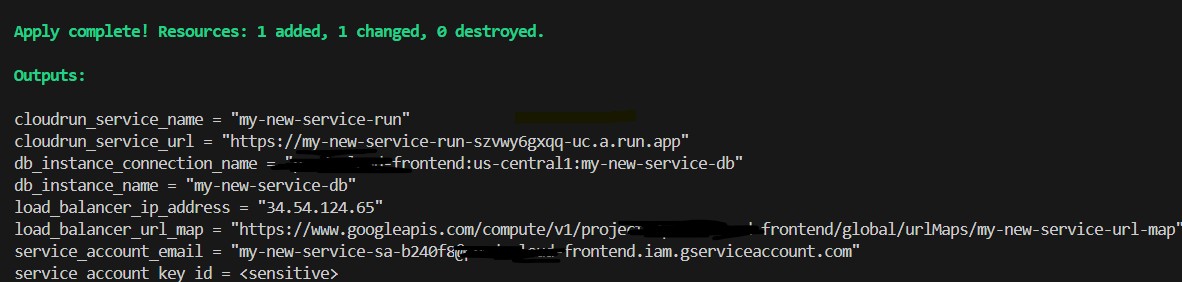 Apply complete! Resources: 1 added, 1 changed, 0 destroyed.
Outputs:
cloudrun_service_name = "my-new-service-run"
cloudrun_service_url = "https://my-new-service-run-szvwy6gxqq-uc.a.run.app"
db_instance_connection_name = "frontend:us-central1:my-new-service-db"
db_instance_name = "my-new-service-db"
load_balancer_ip_address = "34.54.124.65"
load_balancer_url_map = "https://www.googleapis.com/compute/v1/projec frontend/global/urlMaps/my-new-service-url-map"
service_account_email = "my-new-service-sa-b240f8@ -frontend.iam.gserviceaccount.com"
service_account_key_id = <sensitive>